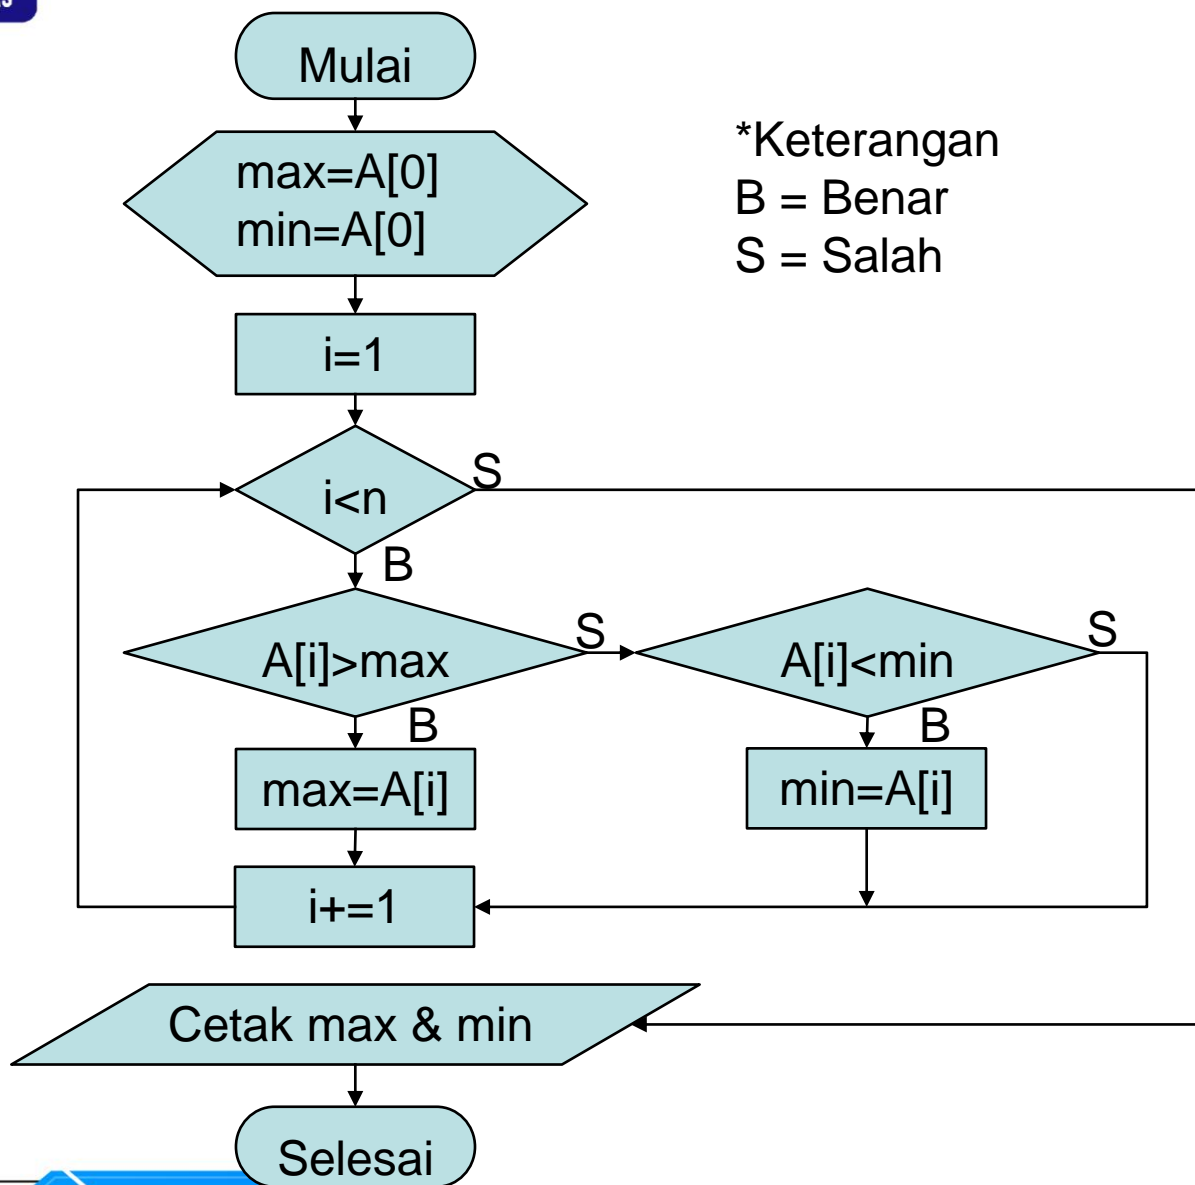 Mulai
max=A[0]
min=A[0]
*Keterangan
B = Benar
S = Salah
i=1
i<n
S
B
A[i]>max
S
A[i]<min
S
B
B
max=A[i]
min=A[i]
i+=1
Cetak max & min
Selesai